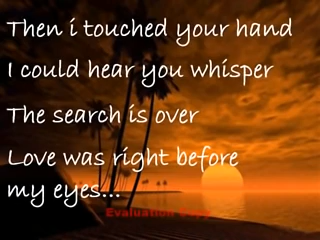 Then i touched your hand
I could hear you whisper
The search is over
Love was right before
my eyes...
Evaluation Copy